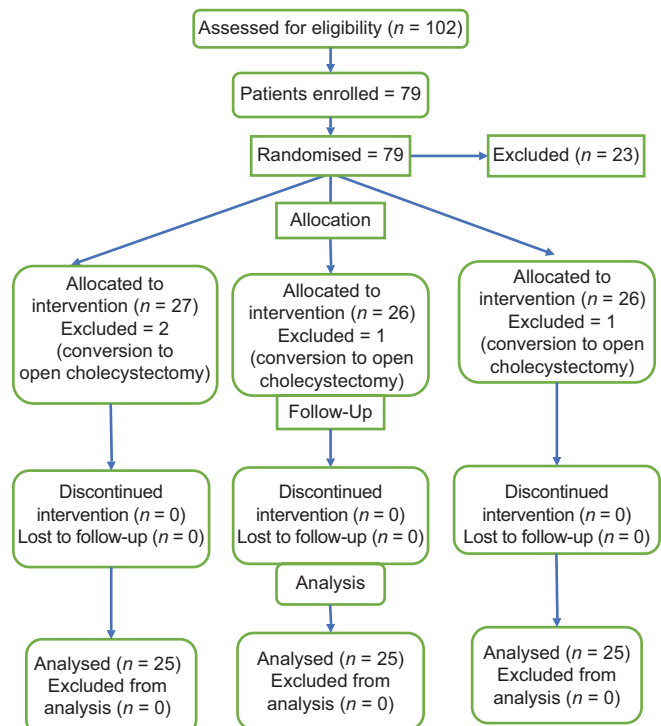 Assessed for eligibility (n = 102)
Patients enrolled = 79
Randomised = 79
Excluded (n = 23)
Allocation
Allocated to
intervention (n = 27)
Excluded = 2
(conversion to
open cholecystectomy)
Allocated to
intervention (n = 26)
Excluded = 1
(conversion to open
cholecystectomy)
Allocated to
intervention (n = 26)
Excluded = 1
(conversion to open
cholecystectomy)
Follow-Up
Discontinued
intervention (n = 0)
Lost to follow-up (n = 0)
Discontinued
intervention (n = 0)
Lost to follow-up (n = 0)
Discontinued
intervention (n = 0)
Lost to follow-up (n = 0)
Analysis
Analysed (n = 25)
Excluded from
analysis (n = 0)
Analysed (n = 25)
Excluded from
analysis (n = 0)
Analysed (n = 25)
Excluded from
analysis (n = 0)